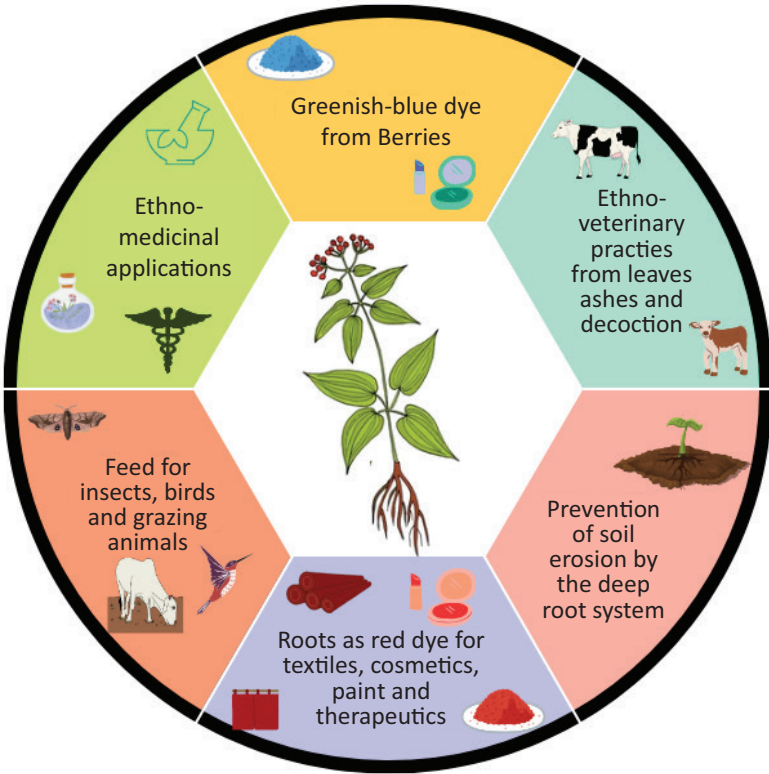 Greenish-blue dye
from Berries
Ethno-
veterinary
practies
from leaves
ashes and
decoction
Prevention
of soil
erosion by
the deep
root system
Roots as red dye for
textiles, cosmetics,
paint and
therapeutics
Feed for
insects, birds
and grazing
animals
Ethno-
medicinal
applications